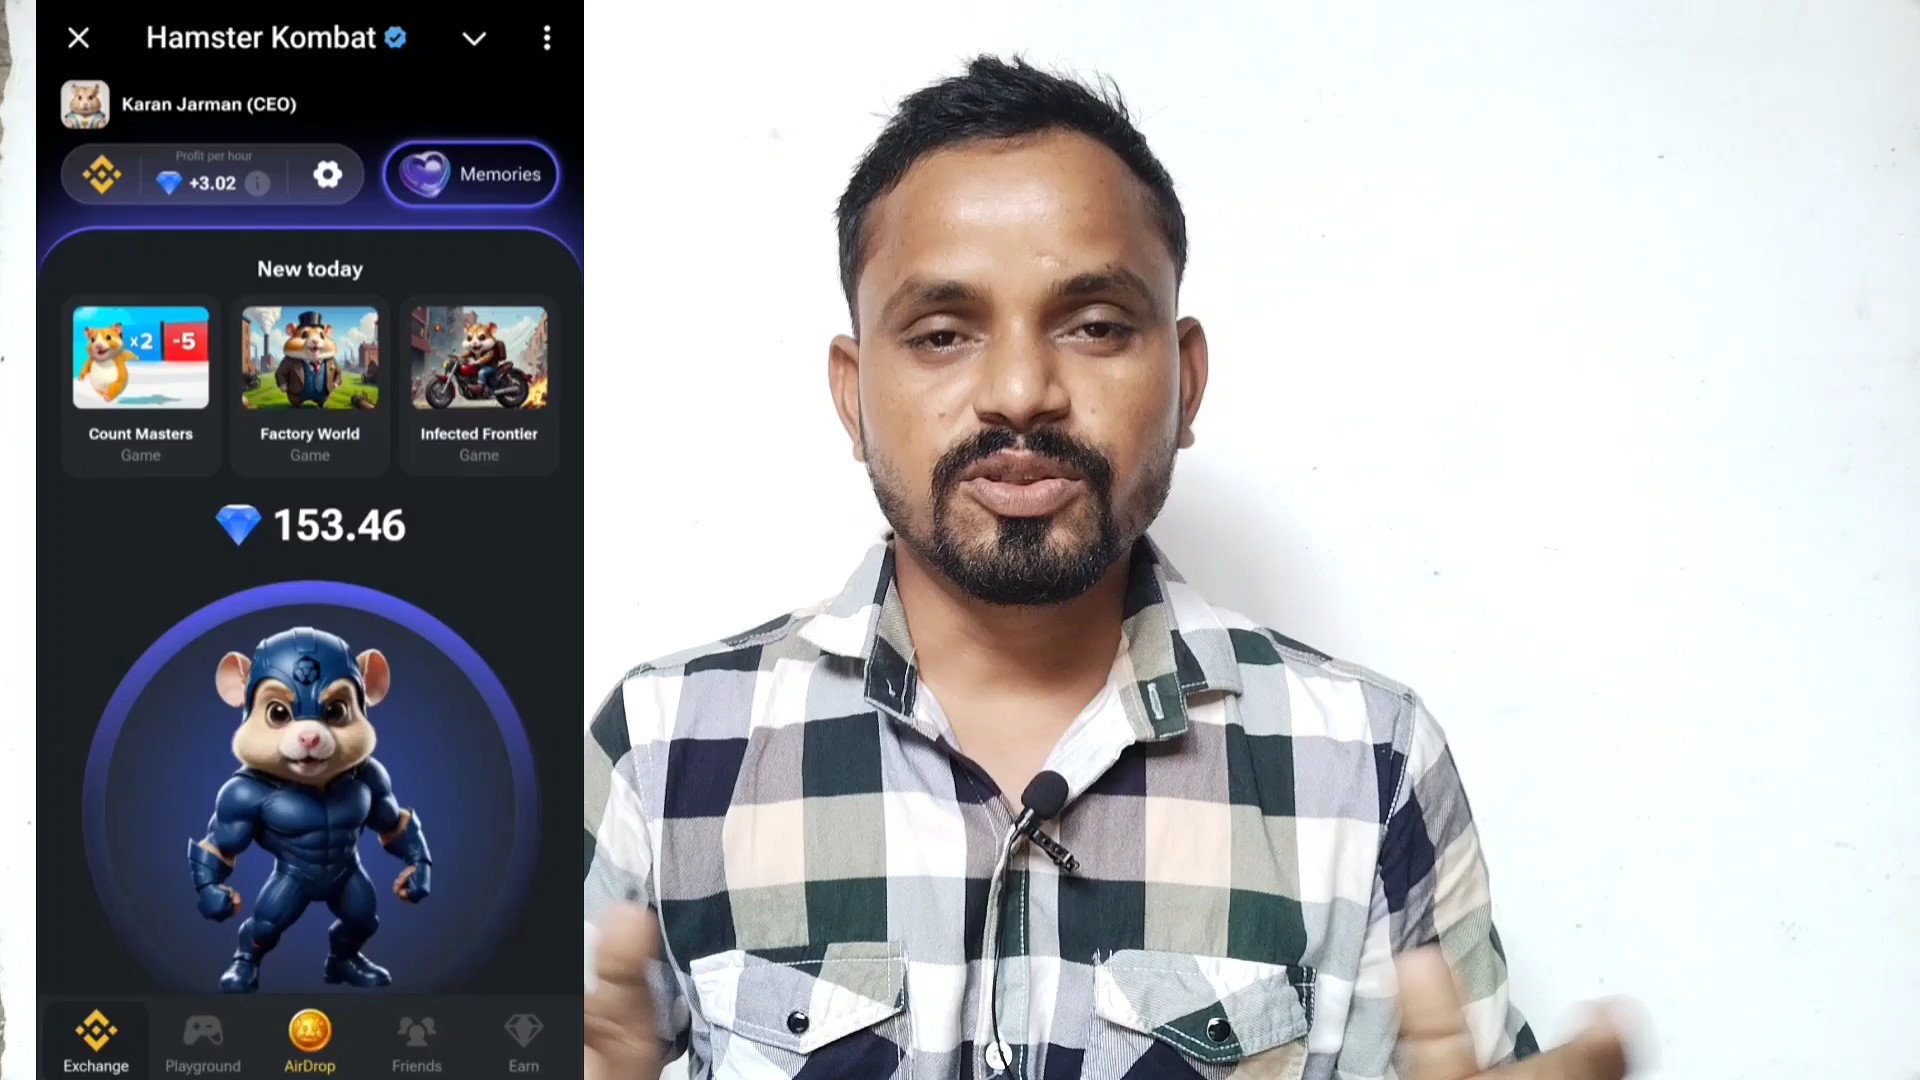 Hamster Kombat
Karan Jarman (CEO)
Profit per hour
+3.02
Memories
New today
x2
-5
Count Masters
Game
Factory World
Game
Infected Frontier
Game
153.46
Exchange
Playground
AirDrop
Friends
Earn